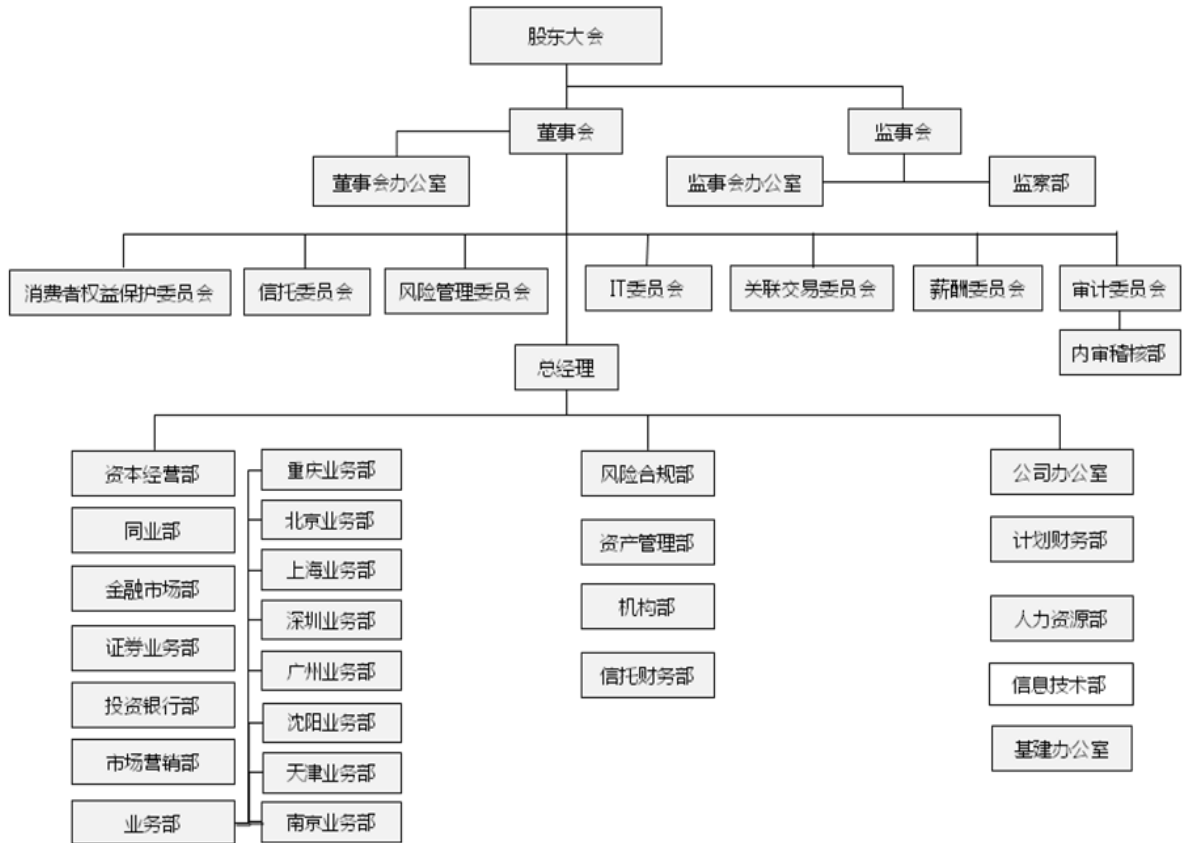 股东大会
董事会
监事会
董事会办公室
监事会办公室
监察部
消费者权益保护委员会
信托委员会
风险管理委员会
IT委员会
关联交易委员会
薪酬委员会
审计委员会
内审稽核部
总经理
资本经营部
同业部
金融市场部
证券业务部
投资银行部
市场营销部
业务部
重庆业务部
北京业务部
上海业务部
深圳业务部
广州业务部
沈阳业务部
天津业务部
南京业务部
风险合规部
资产管理部
机构部
信托财务部
公司办公室
计划财务部
人力资源部
信息技术部
基建办公室